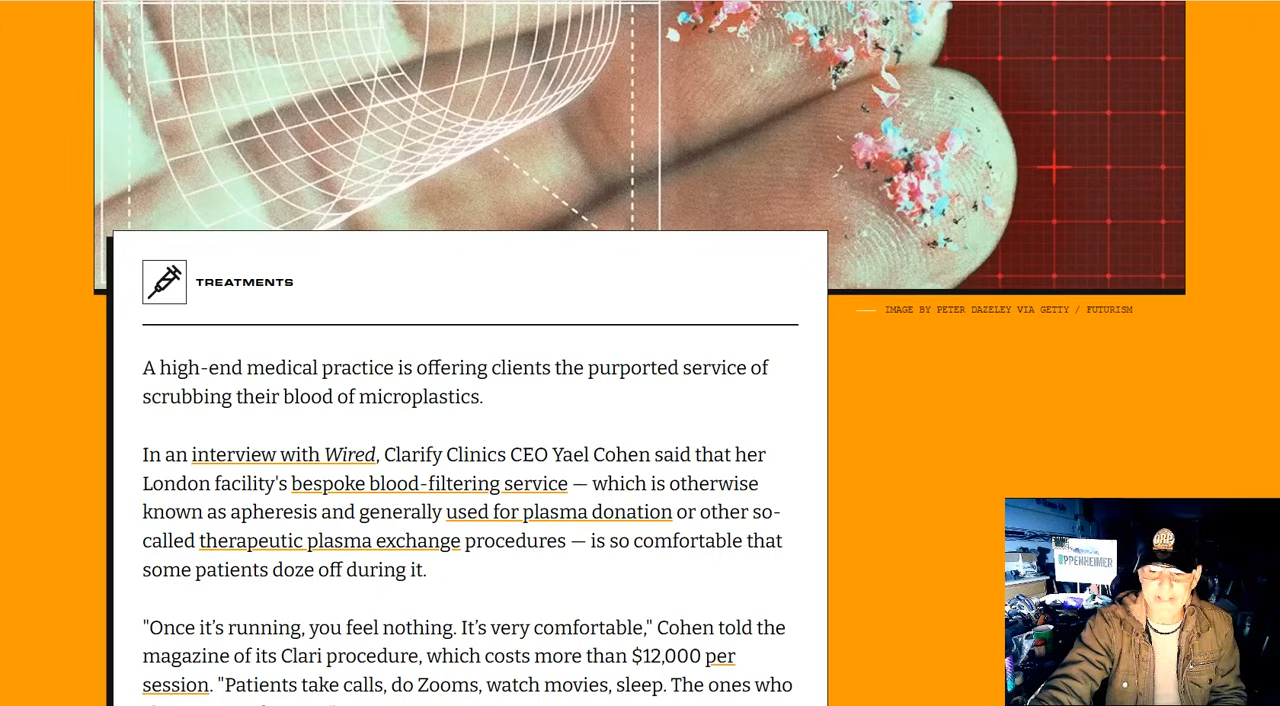 TREATMENTS
IMAGE BY PETER DAZELEY VIA GETTY / FUTURISM
A high-end medical practice is offering clients the purported service of
scrubbing their blood of microplastics.
In an interview with Wired, Clarify Clinics CEO Yael Cohen said that her
London facility's bespoke blood-filtering service — which is otherwise
known as apheresis and generally used for plasma donation or other so-
called therapeutic plasma exchange procedures — is so comfortable that
some patients doze off during it.
"Once it’s running, you feel nothing. It’s very comfortable," Cohen told the
magazine of its Clari procedure, which costs more than $12,000 per
session. "Patients take calls, do Zooms, watch movies, sleep. The ones who
PPENHEIMER
ORP